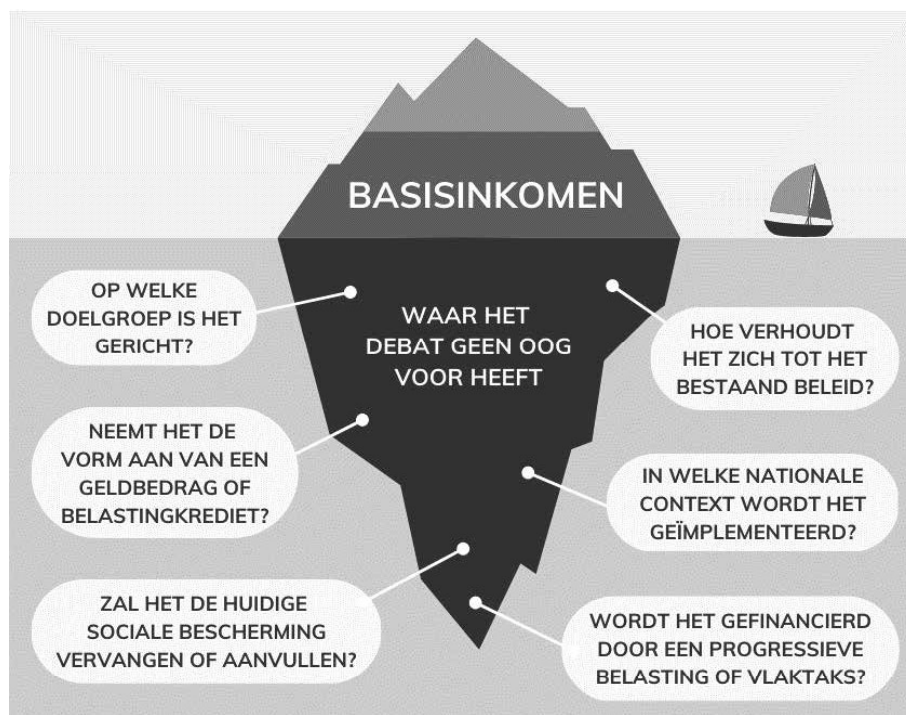 BASISINKOMEN
WAAR HET
DEBAT GEEN OOG
VOOR HEEFT
OP WELKE
DOELGROEP IS HET
GERICHT?
NEEMT HET DE
VORM AAN VAN EEN
GELDBEDRAG OF
BELASTINGKREDIET?
ZAL HET DE HUIDIGE
SOCIALE BESCHERMING
VERVANGEN OF AANVULLEN?
HOE VERHOUDT
HET ZICH TOT HET
BESTAAND BELEID?
IN WELKE NATIONALE
CONTEXT WORDT HET
GEÏMPLEMENTEERD?
WORDT HET GEFINANCIERD
DOOR EEN PROGRESSIEVE
BELASTING OF VLAKTAKS?